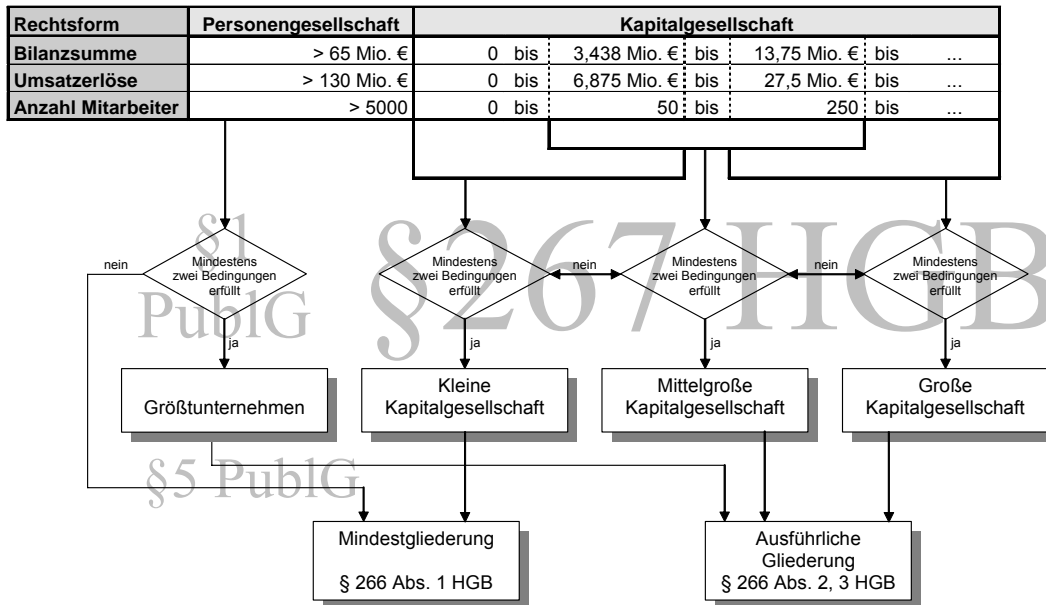 Rechtsform Personengesellschaft Kapitalgesellschaft
Bilanzsumme > 65 Mio. € 0 bis 3,438 Mio. € bis 13,75 Mio. € bis ...
Umsatzerlöse > 130 Mio. € 0 bis 6,875 Mio. € bis 27,5 Mio. € bis ...
Anzahl Mitarbeiter > 5000 0 bis 50 bis 250 bis ...
§1
PublG
§267 HGB
nein
Mindestens
zwei Bedingungen
erfüllt
Mindestens
zwei Bedingungen
erfüllt
nein
Mindestens
zwei Bedingungen
erfüllt
nein
Mindestens
zwei Bedingungen
erfüllt
ja
ja
ja
ja
Größtunternehmen
Kleine
Kapitalgesellschaft
Mittelgroße
Kapitalgesellschaft
Große
Kapitalgesellschaft
§5 PublG
Mindestgliederung
§ 266 Abs. 1 HGB
Ausführliche
Gliederung
§ 266 Abs. 2, 3 HGB